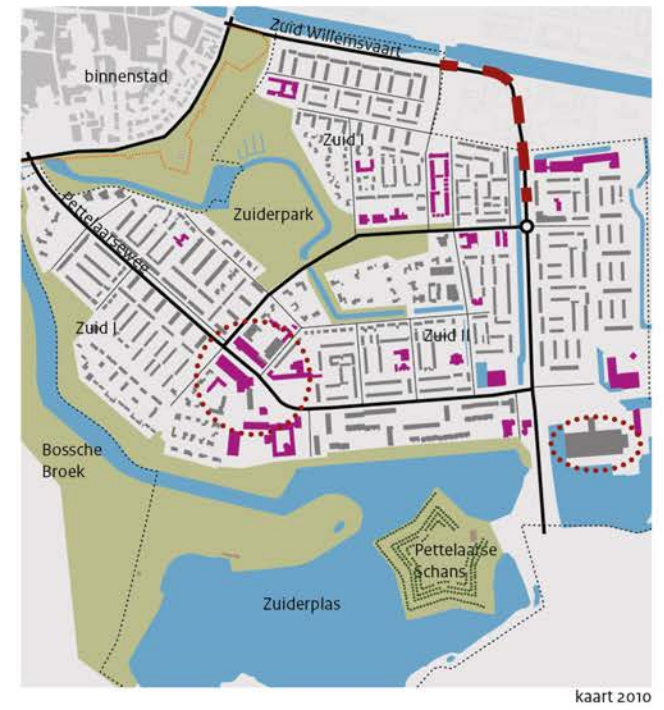 Zuid Willemsvaart
binnenstad
Zuid I
Zuiderpark
Pettelaarseweg
Zuid I
Zuid II
Bossche
Broek
Pettelaarse
Schans
Zuiderplas
kaart 2010